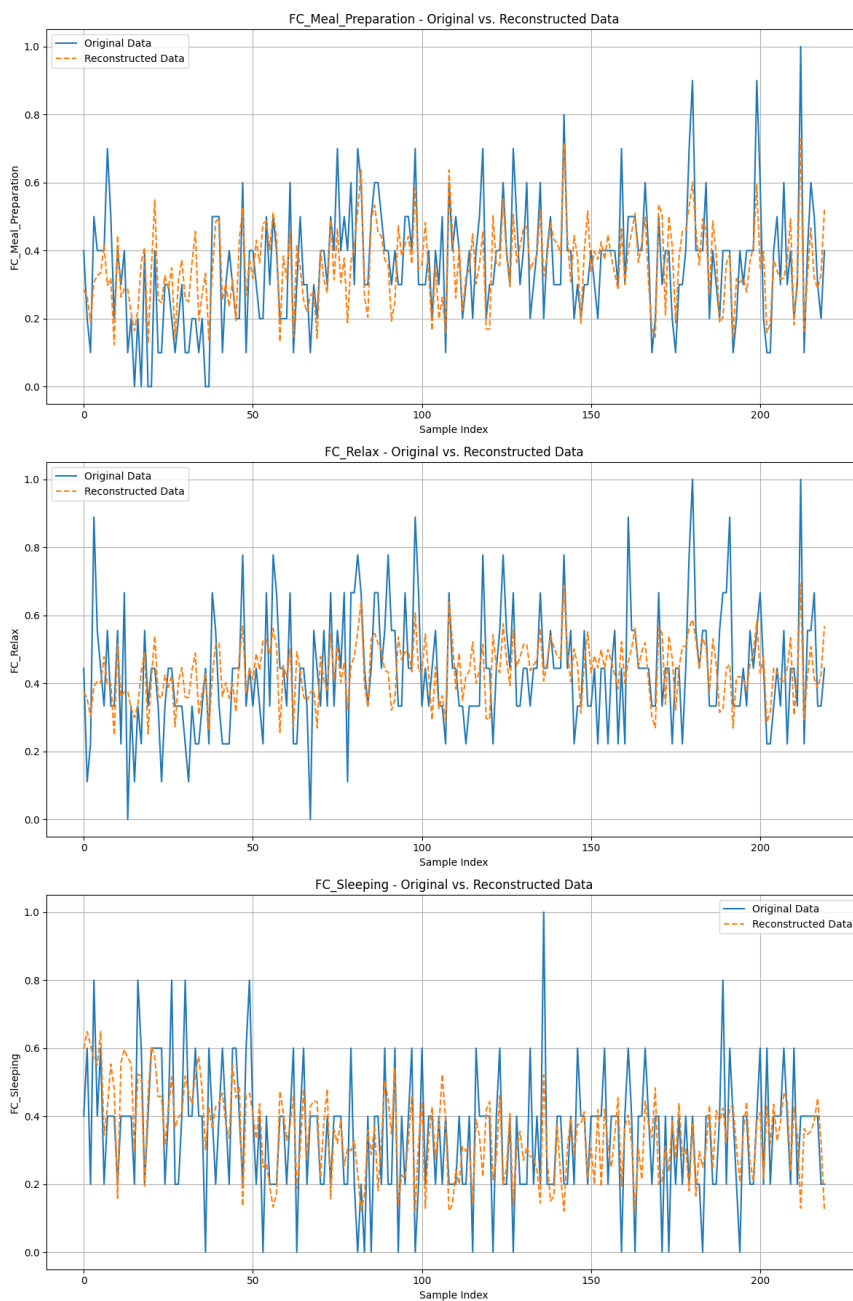 FC_Meal_Preparation - Original vs. Reconstructed Data
Original Data
Reconstructed Data
FC_Meal_Preparation
1.0
0.8
0.6
0.4
0.2
0.0
0
50
100
150
200
Sample Index
FC_Relax - Original vs. Reconstructed Data
Original Data
Reconstructed Data
FC_Relax
1.0
0.8
0.6
0.4
0.2
0.0
0
50
100
150
200
Sample Index
FC_Sleeping - Original vs. Reconstructed Data
Original Data
Reconstructed Data
FC_Sleeping
1.0
0.8
0.6
0.4
0.2
0.0
0
50
100
150
200
Sample Index